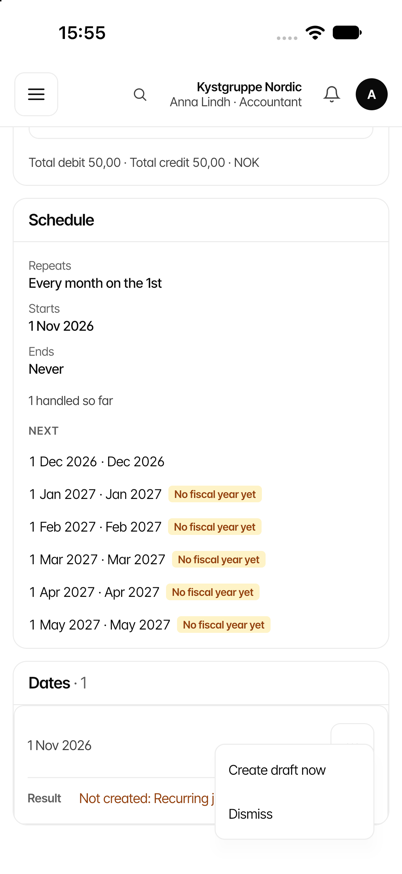 15:55
Kystgruppe Nordic
Anna Lindh · Accountant
A
Total debit 50,00 · Total credit 50,00 · NOK
Schedule
Repeats
Every month on the 1st
Starts
1 Nov 2026
Ends
Never
1 handled so far
NEXT
1 Dec 2026 · Dec 2026
1 Jan 2027 · Jan 2027 No fiscal year yet
1 Feb 2027 · Feb 2027 No fiscal year yet
1 Mar 2027 · Mar 2027 No fiscal year yet
1 Apr 2027 · Apr 2027 No fiscal year yet
1 May 2027 · May 2027 No fiscal year yet
Dates · 1
1 Nov 2026
Create draft now
Result Not created: Recurring j
Dismiss